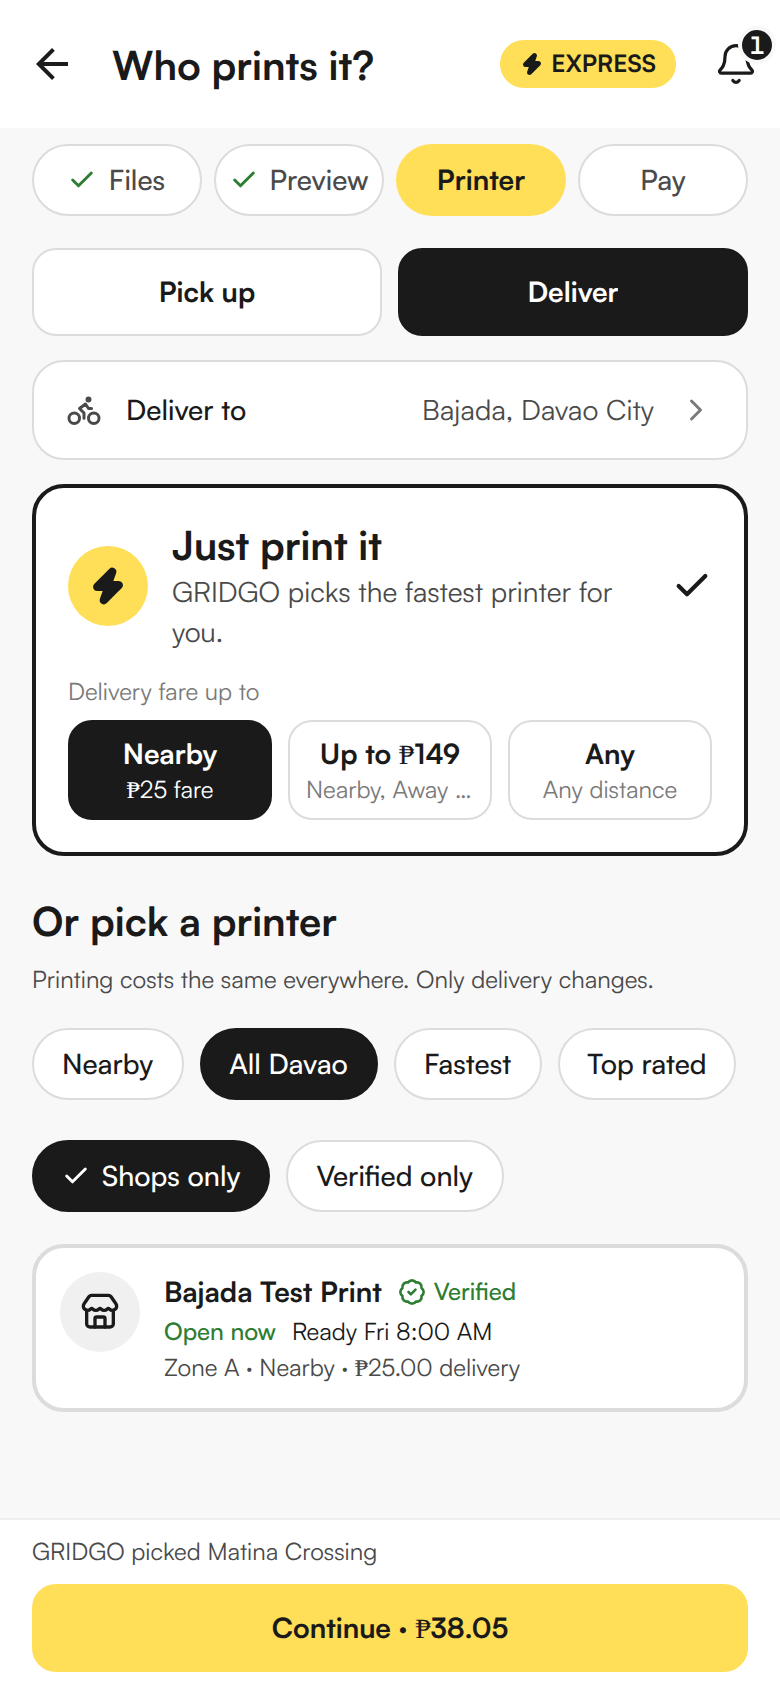 Who prints it?
EXPRESS
1
Files
Preview
Printer
Pay
Pick up
Deliver
Deliver to
Bajada, Davao City
Just print it
GRIDGO picks the fastest printer for
you.
Delivery fare up to
Nearby
₱25 fare
Up to ₱149
Nearby, Away ...
Any
Any distance
Or pick a printer
Printing costs the same everywhere. Only delivery changes.
Nearby
All Davao
Fastest
Top rated
Shops only
Verified only
Bajada Test Print
Verified
Open now Ready Fri 8:00 AM
Zone A · Nearby · ₱25.00 delivery
GRIDGO picked Matina Crossing
Continue · ₱38.05